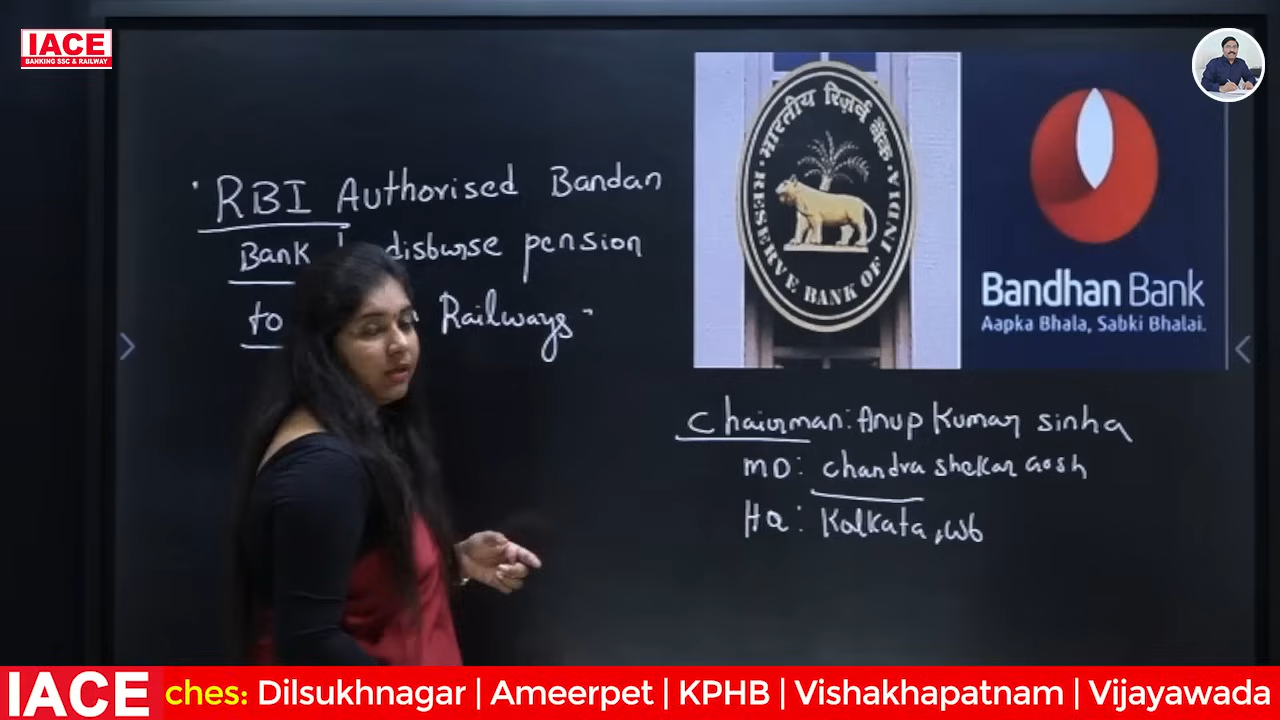 IACE
BANKING SSC & RAILWAY
RBI Authorised Bandan
Bank disburse pension
to Railways
भारतीय रिज़र्व बैंक
RESERVE BANK OF INDIA
Bandhan Bank
Aapka Bhala, Sabki Bhalai.
Chairman: Anup Kumar sinha
MD: chandra shekar Gosh
HQ: Kolkata, wb
IACE ches: Dilsukhnagar | Ameerpet | KPHB | Vishakhapatnam | Vijayawada